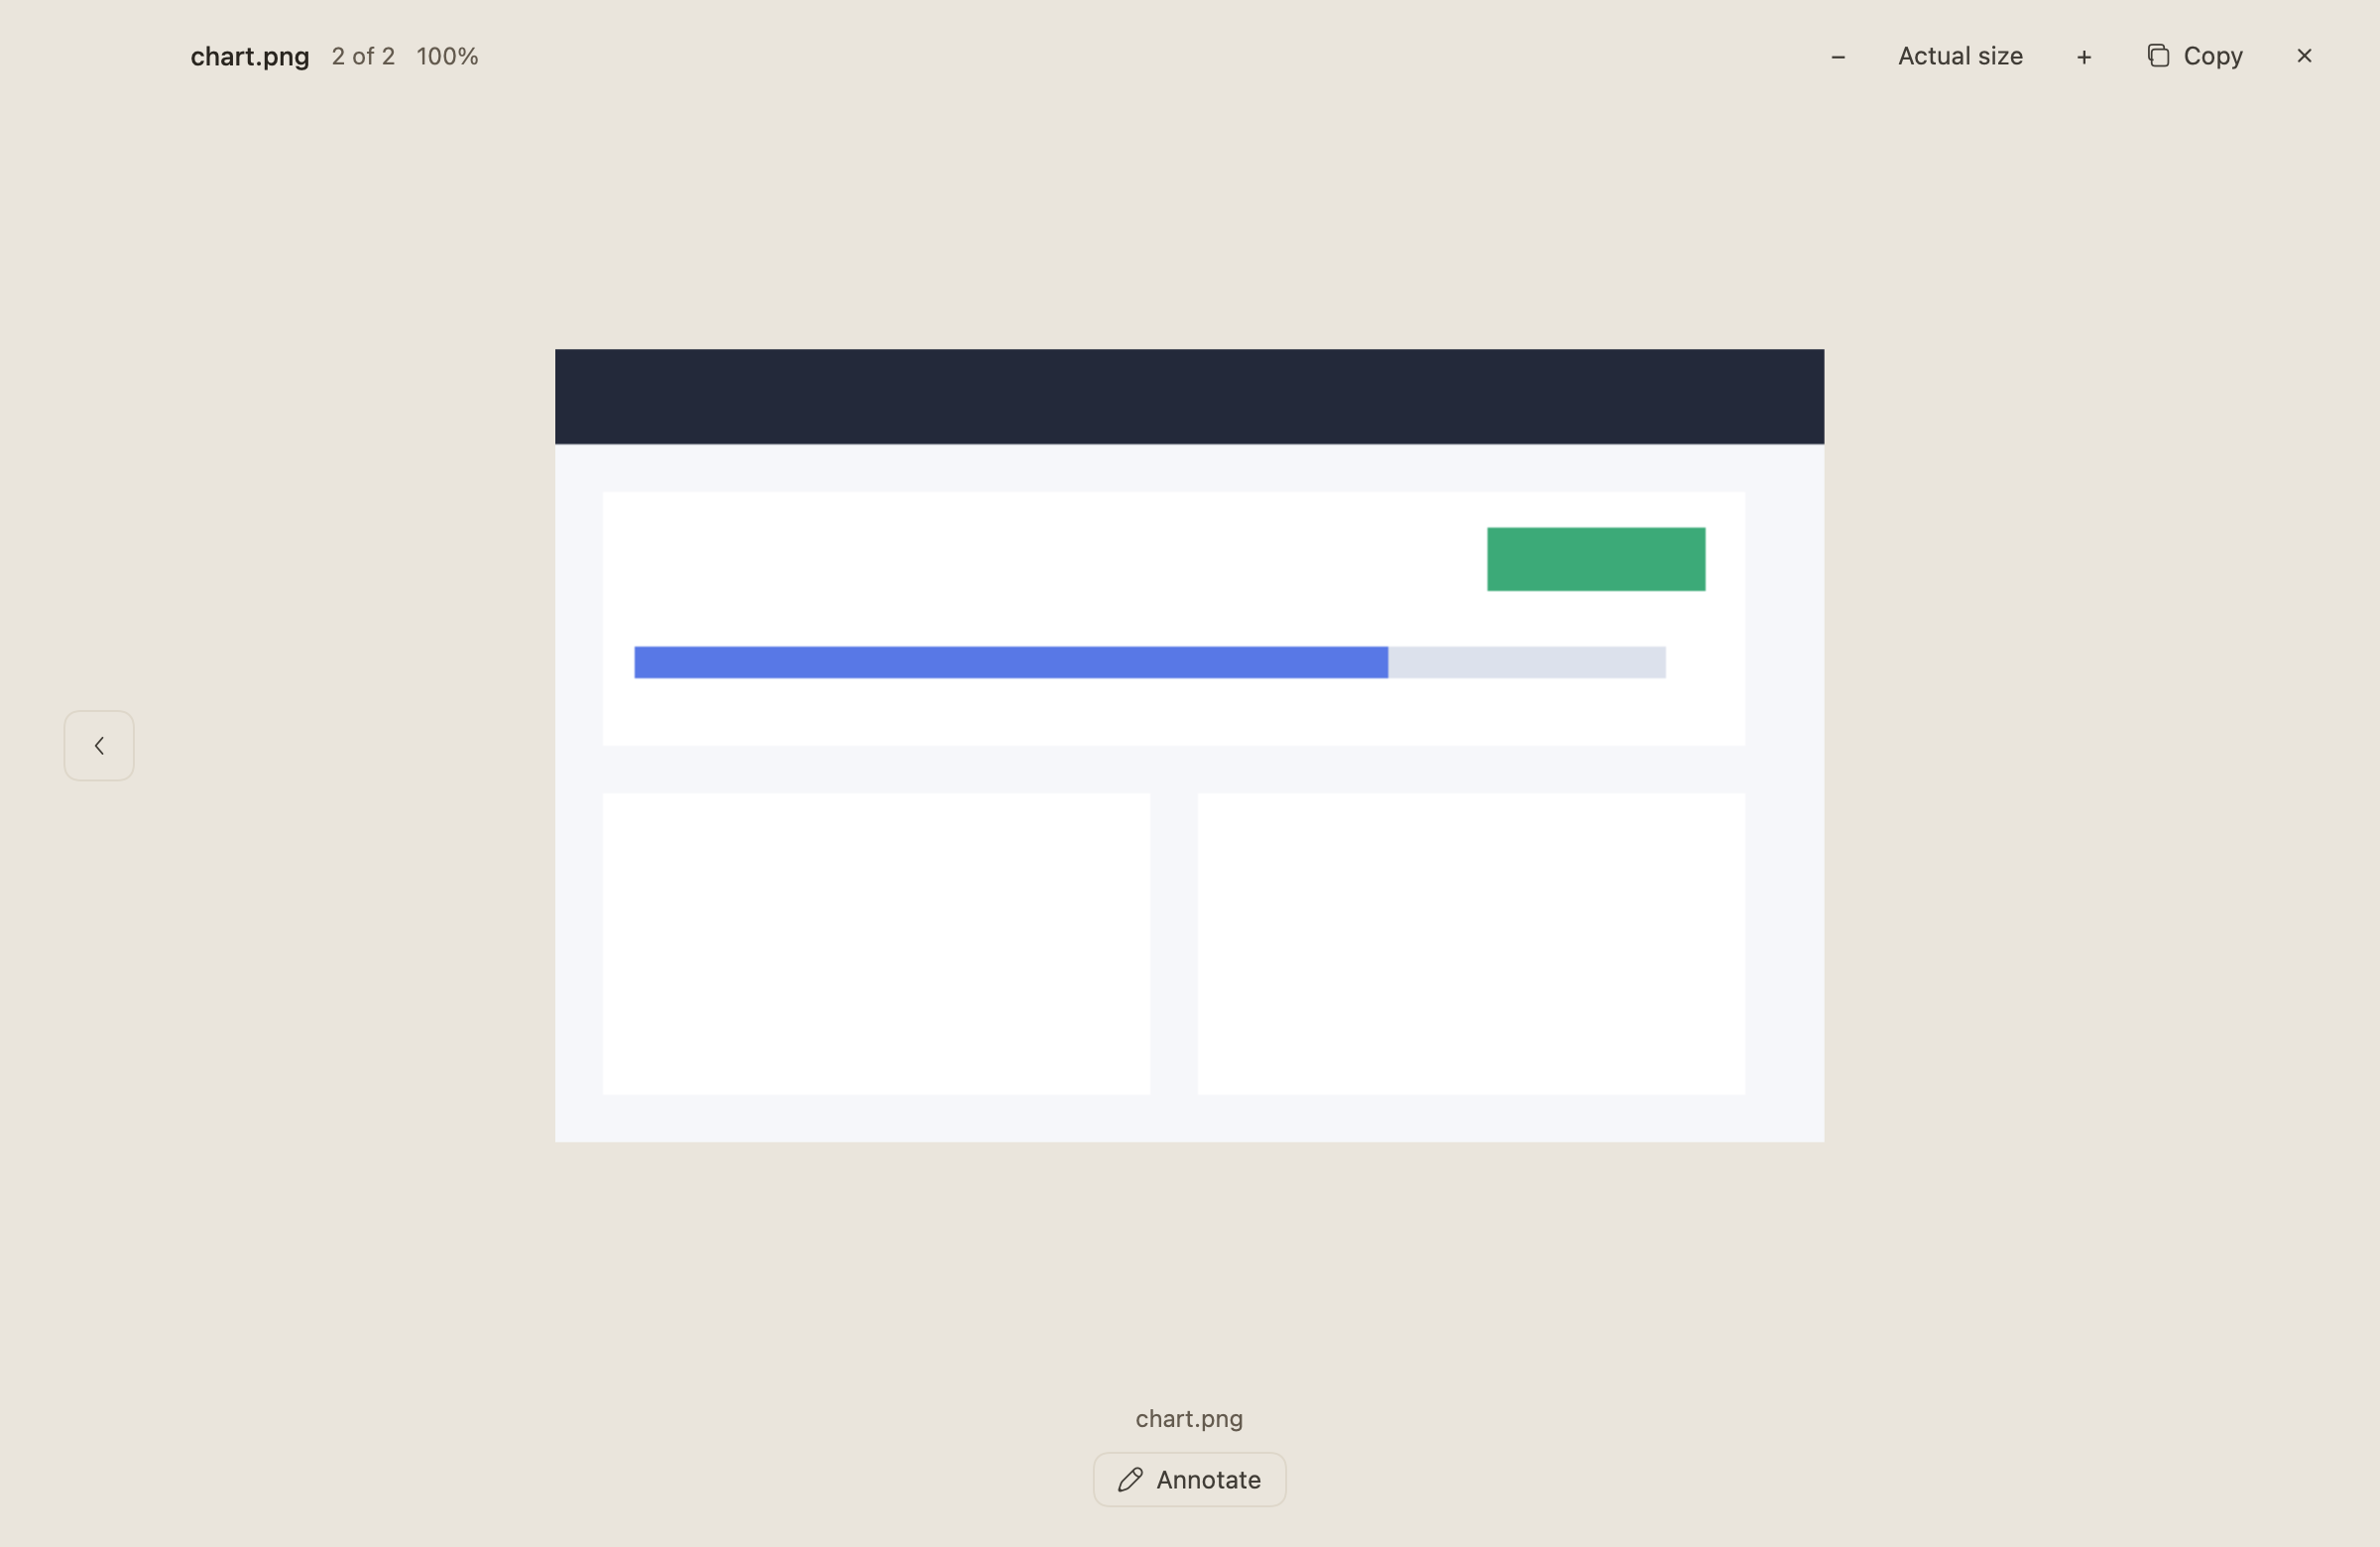 chart.png 2 of 2 100% − Actual size + Copy ×
chart.png
Annotate